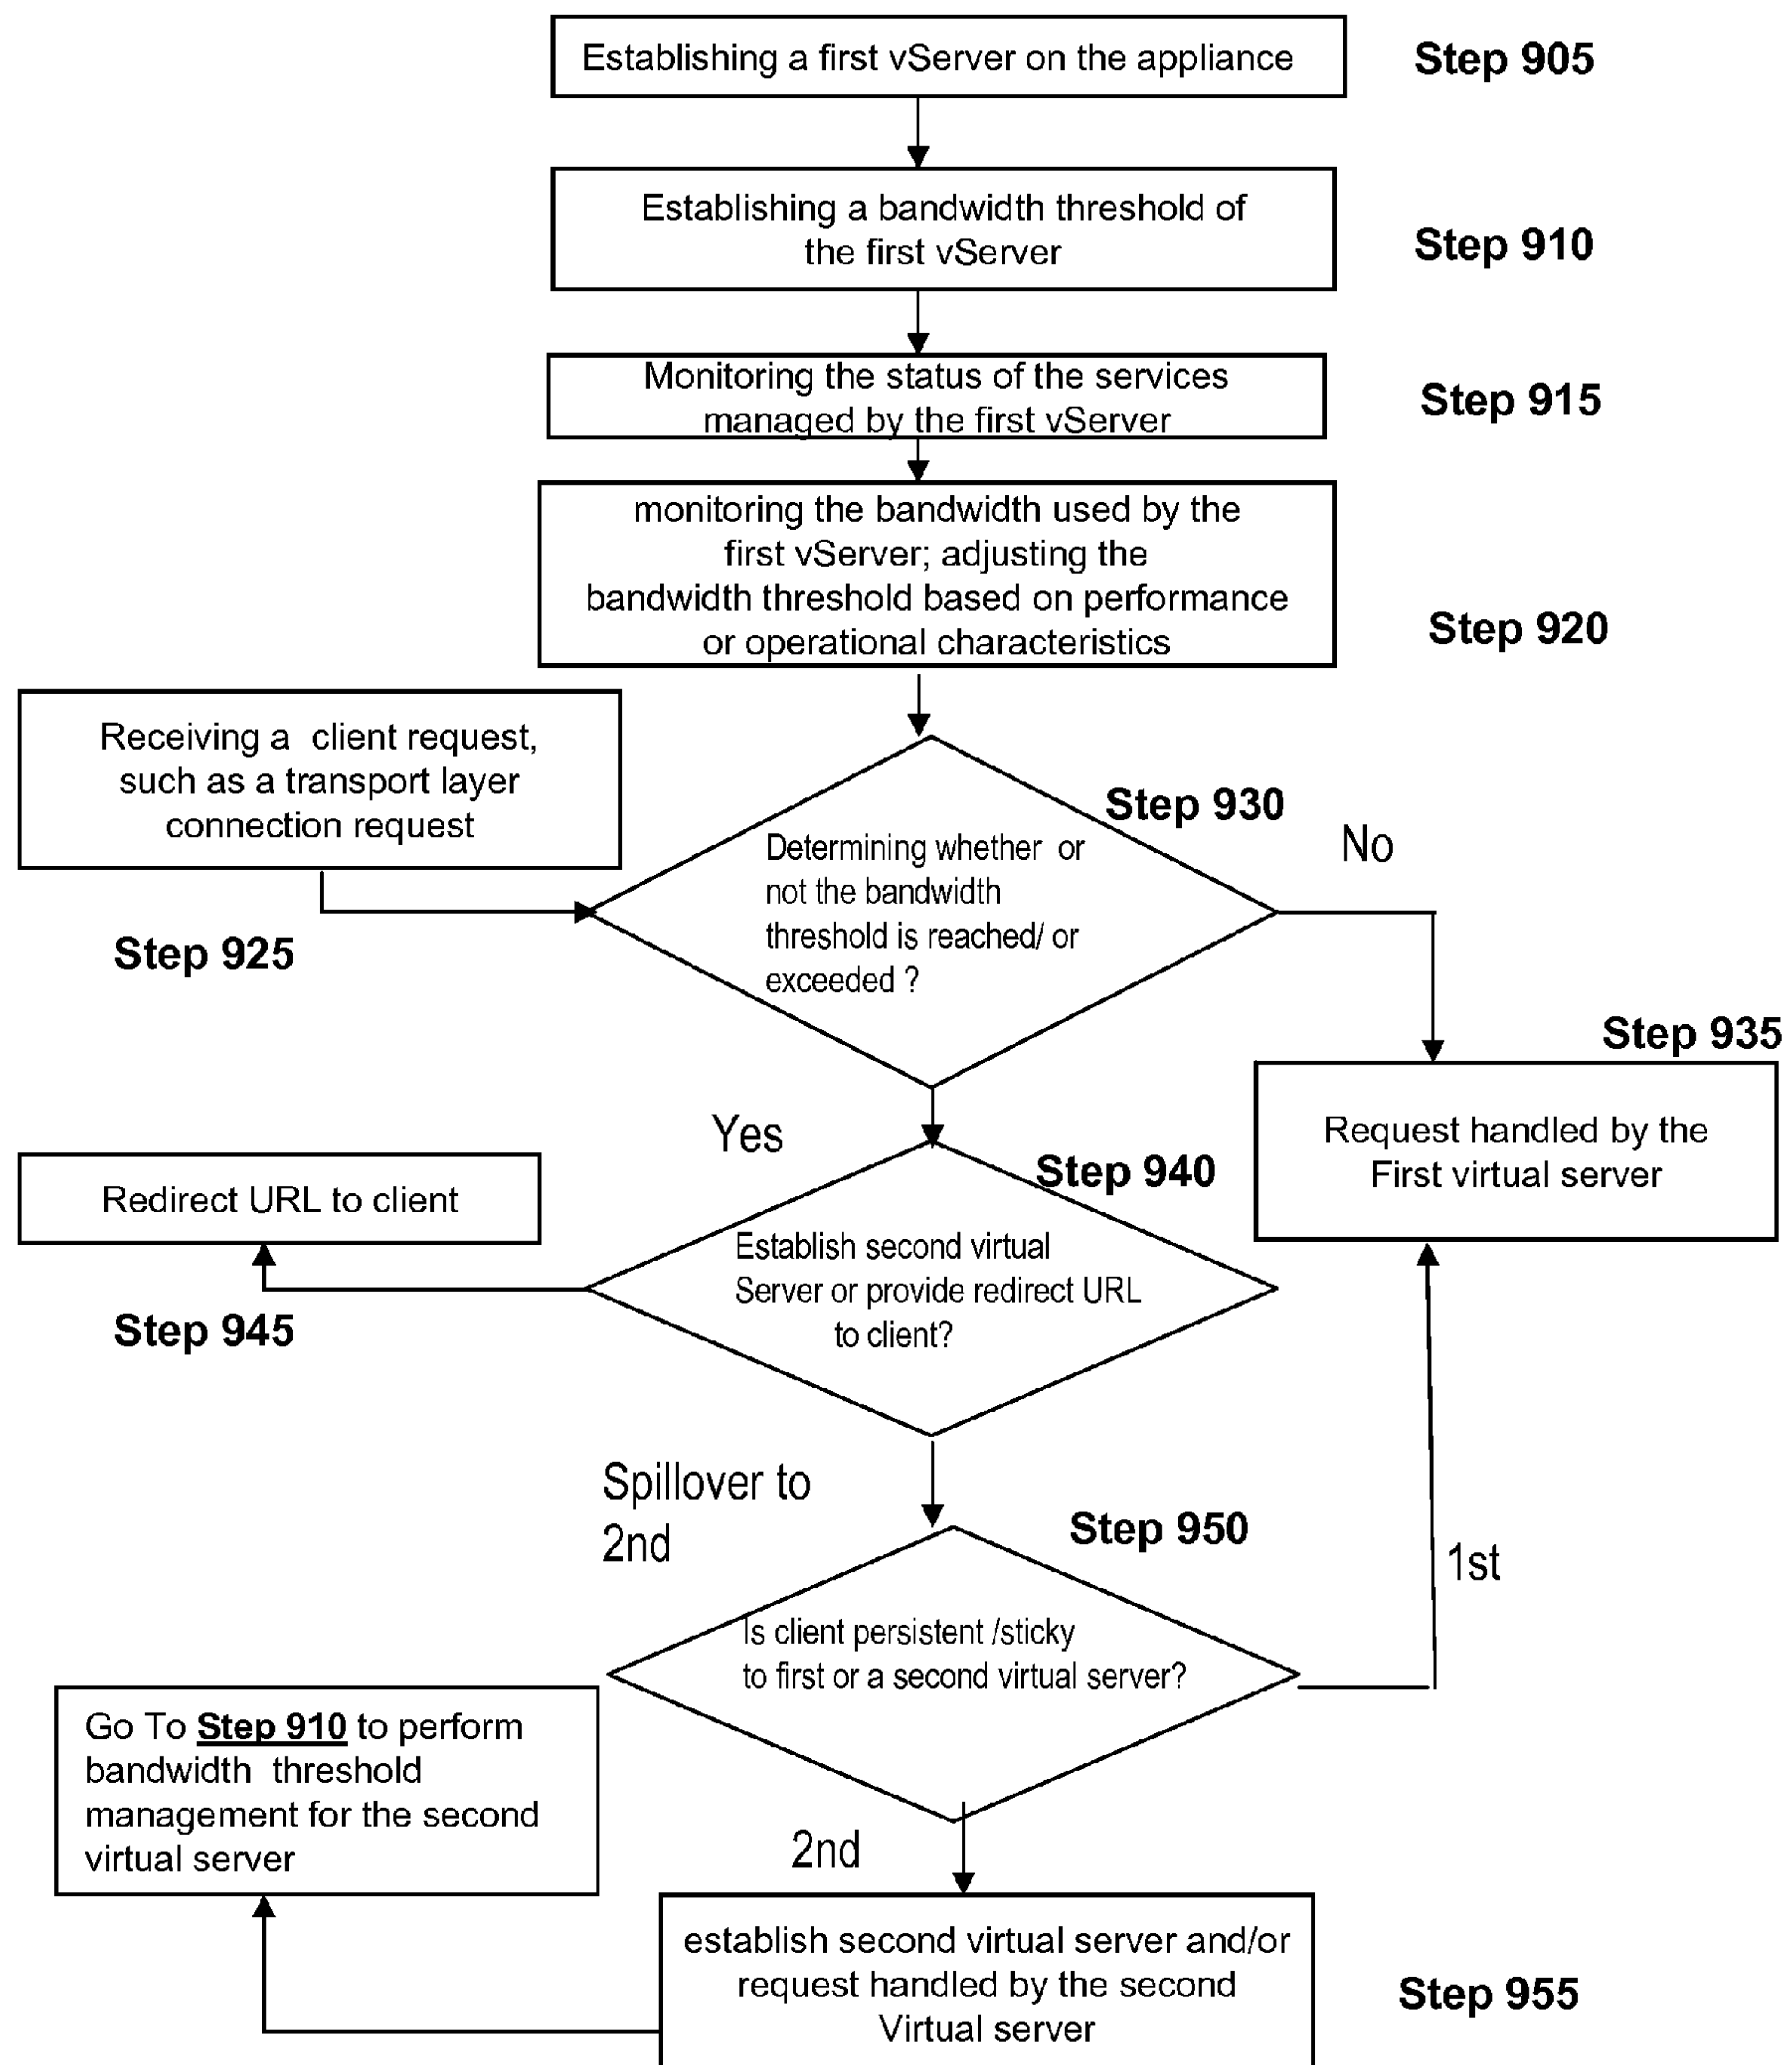 Establishing a first vServer on the appliance
Step 905
Establishing a bandwidth threshold of
the first vServer
Step 910
Monitoring the status of the services
managed by the first vServer
Step 915
monitoring the bandwidth used by the
first vServer; adjusting the
bandwidth threshold based on performance
or operational characteristics
Step 920
Receiving a client request,
such as a transport layer
connection request
Step 925
Step 930
Determining whether or
not the bandwidth
threshold is reached/ or
exceeded ?
No
Step 935
Request handled by the
First virtual server
Yes
Step 940
Establish second virtual
Server or provide redirect URL
to client?
Redirect URL to client
Step 945
Spillover to
2nd
Step 950
Is client persistent /sticky
to first or a second virtual server?
1st
Go To Step 910 to perform
bandwidth threshold
management for the second
virtual server
2nd
establish second virtual server and/or
request handled by the second
Virtual server
Step 955